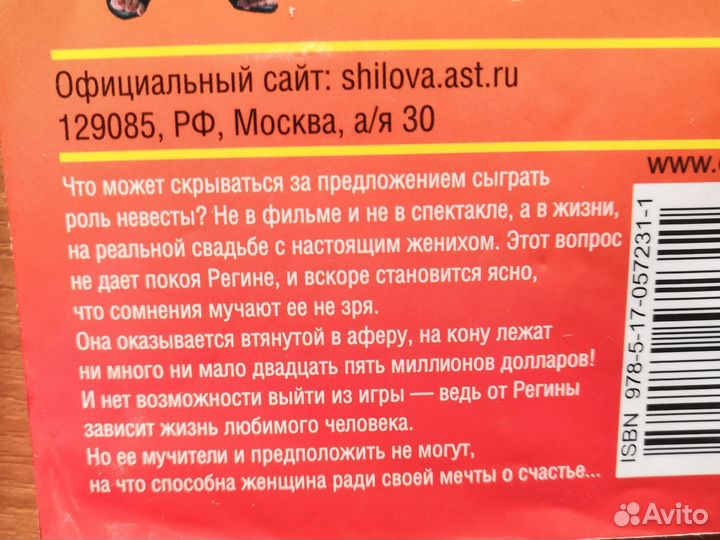 Официальный сайт: shilova.ast.ru
129085, РФ, Москва, а/я 30
www.
Что может скрываться за предложением сыграть
роль невесты? Не в фильме и не в спектакле, а в жизни,
на реальной свадьбе с настоящим женихом. Этот вопрос
не дает покоя Регине, и вскоре становится ясно,
что сомнения мучают ее не зря.
Она оказывается втянутой в аферу, на кону лежат
ни много ни мало двадцать пять миллионов долларов!
И нет возможности выйти из игры — ведь от Регины
зависит жизнь любимого человека.
Но ее мучители и предположить не могут,
на что способна женщина ради своей мечты о счастье...
ISBN 978-5-17-057231-1
Avito